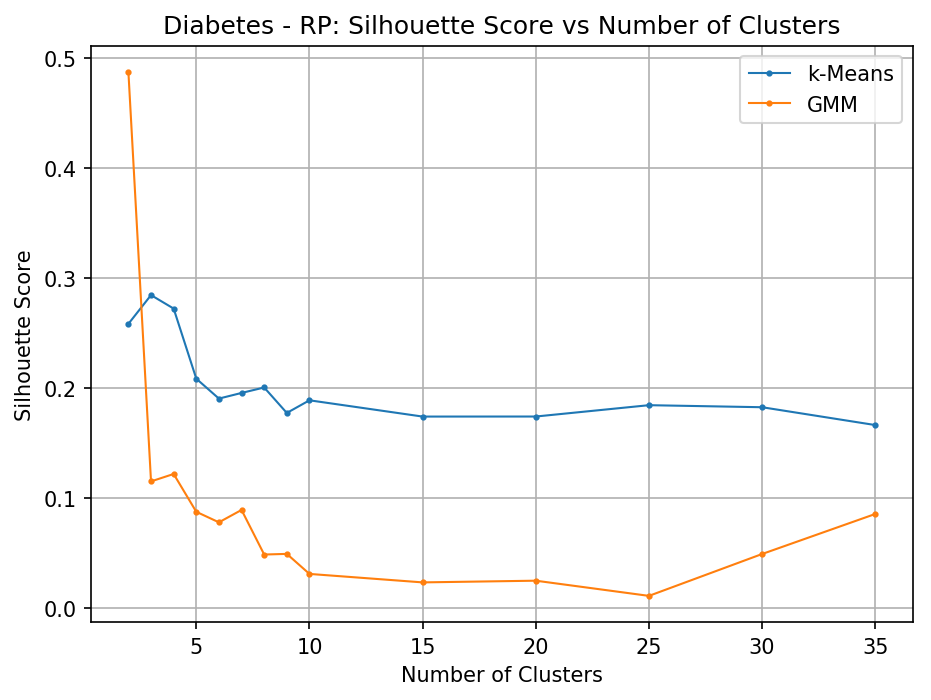 Diabetes - RP: Silhouette Score vs Number of Clusters
k-Means
GMM
Silhouette Score
0.5
0.4
0.3
0.2
0.1
0.0
5 10 15 20 25 30 35
Number of Clusters